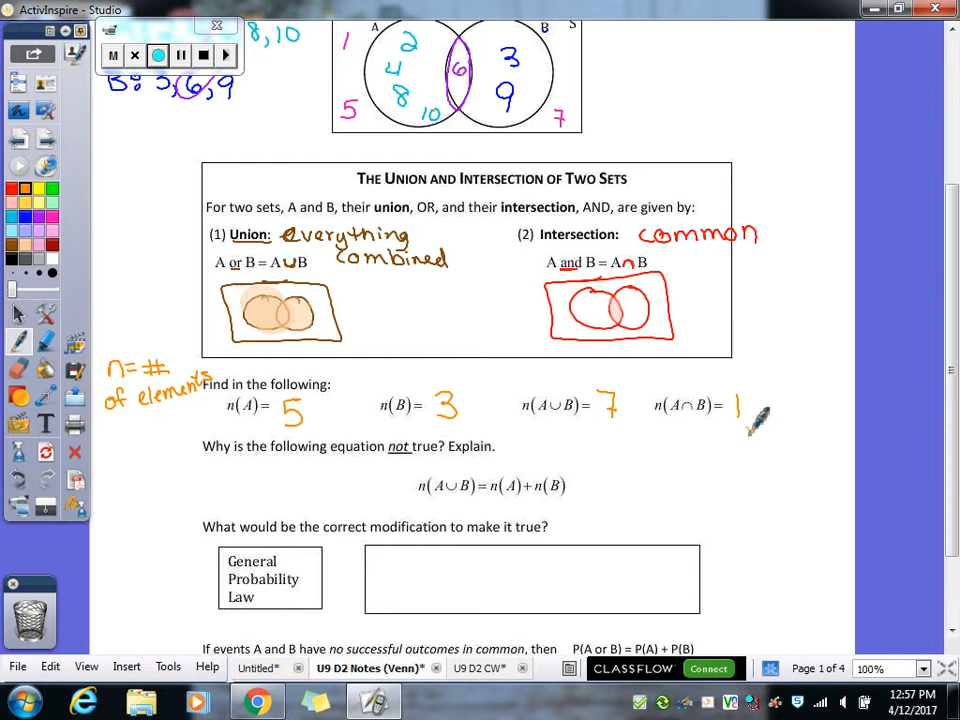 ActivInspire - Studio
8,10
B: 3,6,9
A
B
S
1
2
3
4
6
8
9
5
10
7
M
THE UNION AND INTERSECTION OF TWO SETS
For two sets, A and B, their union, OR, and their intersection, AND, are given by:
(1) Union: everything combined
(2) Intersection: common
A or B = A∪B
A and B = A∩B
n = # of elements
Find in the following:
n(A) = 5
n(B) = 3
n(A∪B) = 7
n(A∩B) = 1
Why is the following equation not true? Explain.
n(A∪B) = n(A) + n(B)
What would be the correct modification to make it true?
General
Probability
Law
If events A and B have no successful outcomes in common, then P(A or B) = P(A) + P(B)
File Edit View Insert Tools Help
Untitled*
U9 D2 Notes (Venn)*
U9 D2 CW*
CLASSFLOW Connect
Page 1 of 4
100%
12:57 PM
4/12/2017